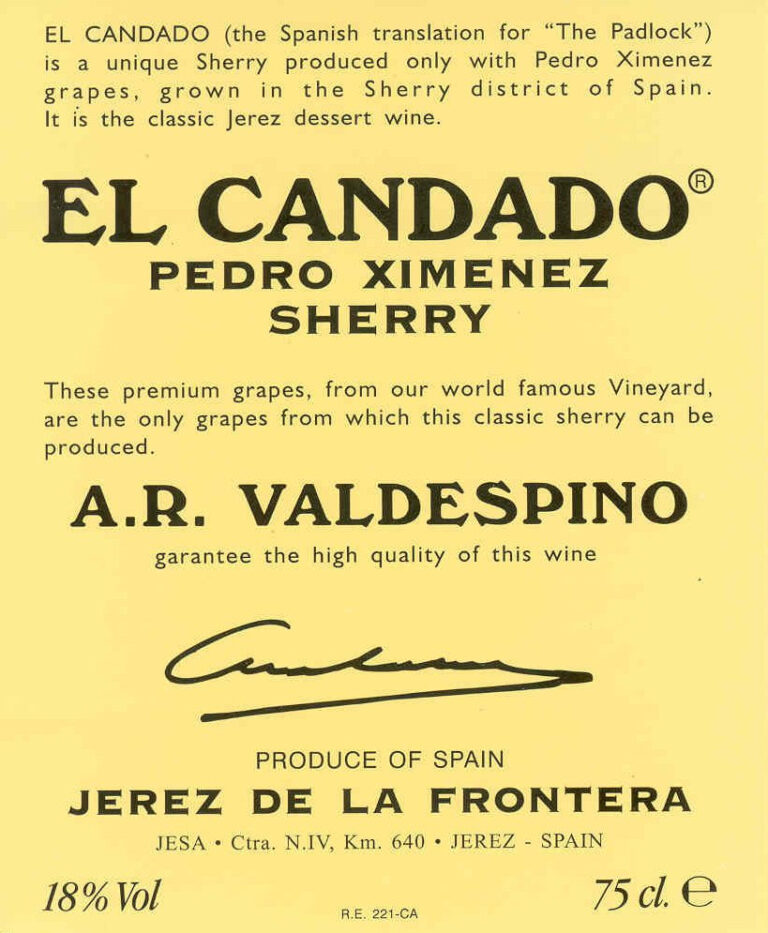 EL CANDADO (the Spanish translation for “The Padlock”)
is a unique Sherry produced only with Pedro Ximenez
grapes, grown in the Sherry district of Spain.
It is the classic Jerez dessert wine.
EL CANDADO®
PEDRO XIMENEZ
SHERRY
These premium grapes, from our world famous Vineyard,
are the only grapes from which this classic sherry can be
produced.
A.R. VALDESPINO
garantee the high quality of this wine
PRODUCE OF SPAIN
JEREZ DE LA FRONTERA
JESA • Ctra. N.IV, Km. 640 • JEREZ - SPAIN
18% Vol
75 cl. ℮
R.E. 221-CA